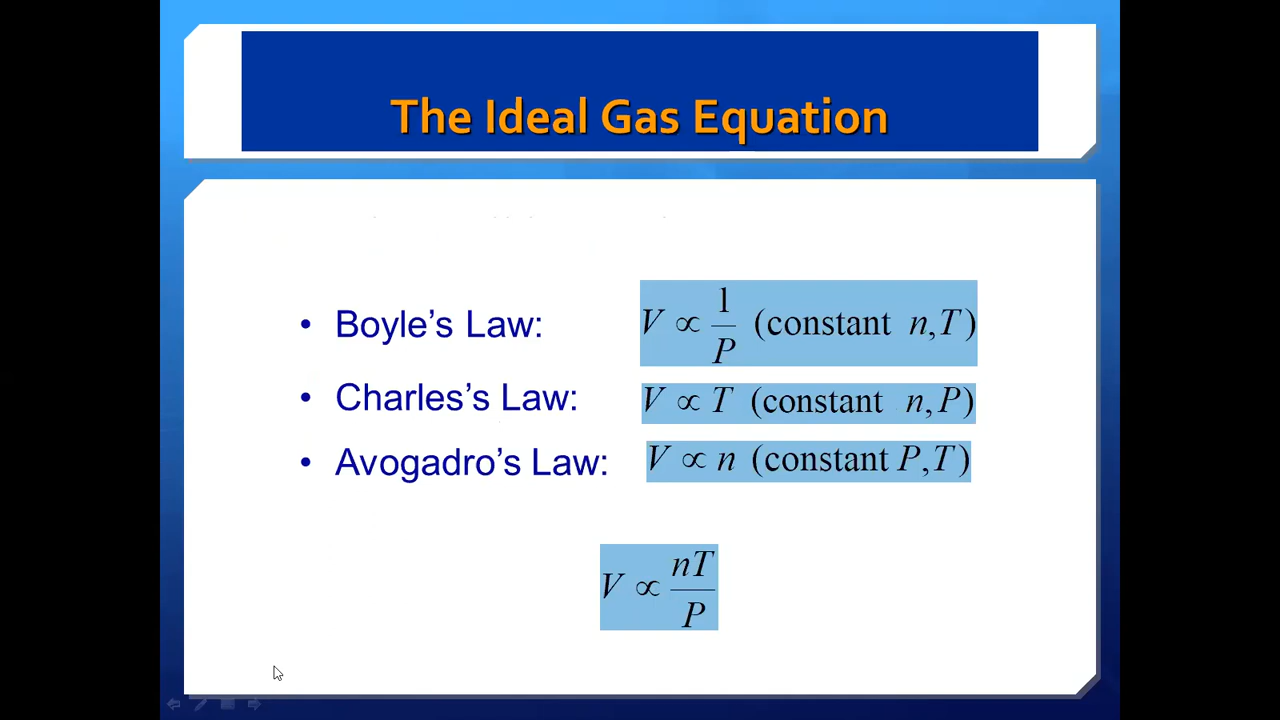 The Ideal Gas Equation
• Boyle’s Law: V ∝ 1/P (constant n,T)
• Charles’s Law: V ∝ T (constant n,P)
• Avogadro’s Law: V ∝ n (constant P,T)
V ∝ nT/P